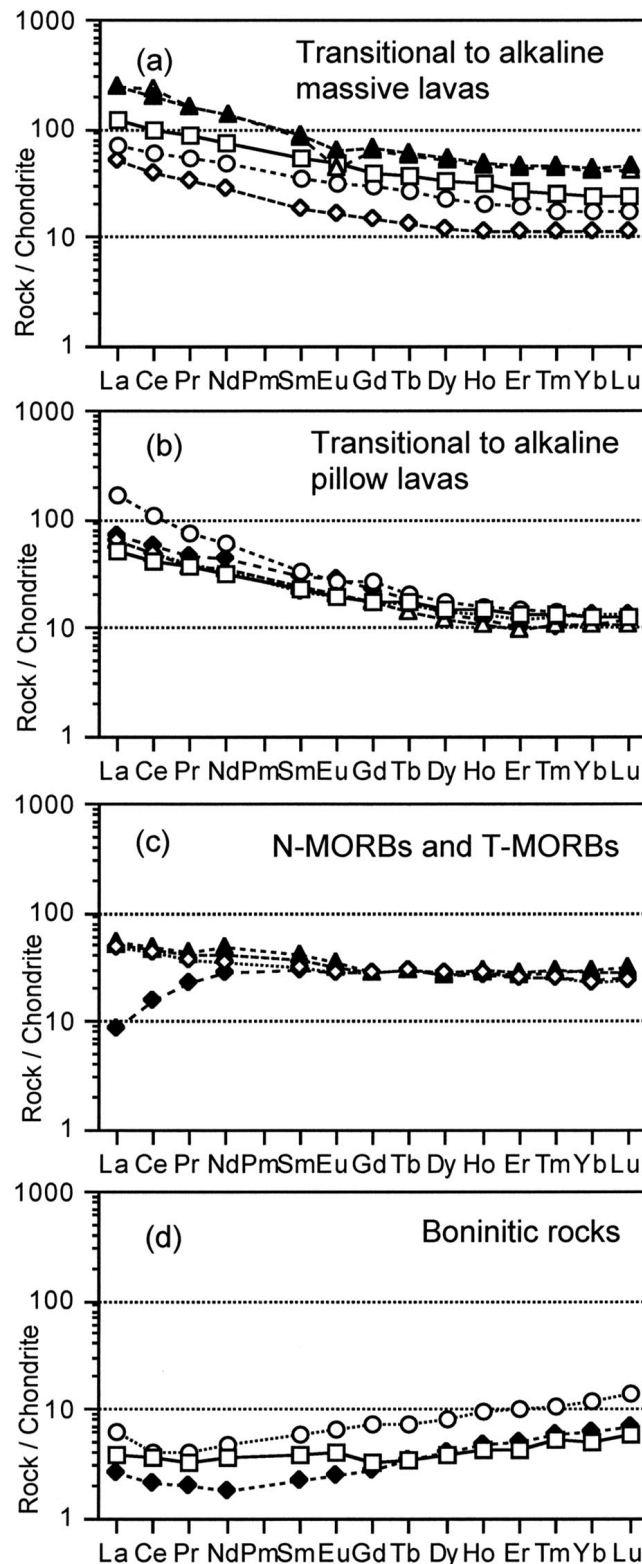 1000
(a)
Transitional to alkaline
massive lavas
100
10
1
Rock / Chondrite
La Ce Pr Nd Pm Sm Eu Gd Tb Dy Ho Er Tm Yb Lu
1000
(b)
Transitional to alkaline
pillow lavas
100
10
1
Rock / Chondrite
La Ce Pr Nd Pm Sm Eu Gd Tb Dy Ho Er Tm Yb Lu
1000
(c)
N-MORBs and T-MORBs
100
10
1
Rock / Chondrite
La Ce Pr Nd Pm Sm Eu Gd Tb Dy Ho Er Tm Yb Lu
1000
(d)
Boninitic rocks
100
10
1
Rock / Chondrite
La Ce Pr Nd Pm Sm Eu Gd Tb Dy Ho Er Tm Yb Lu